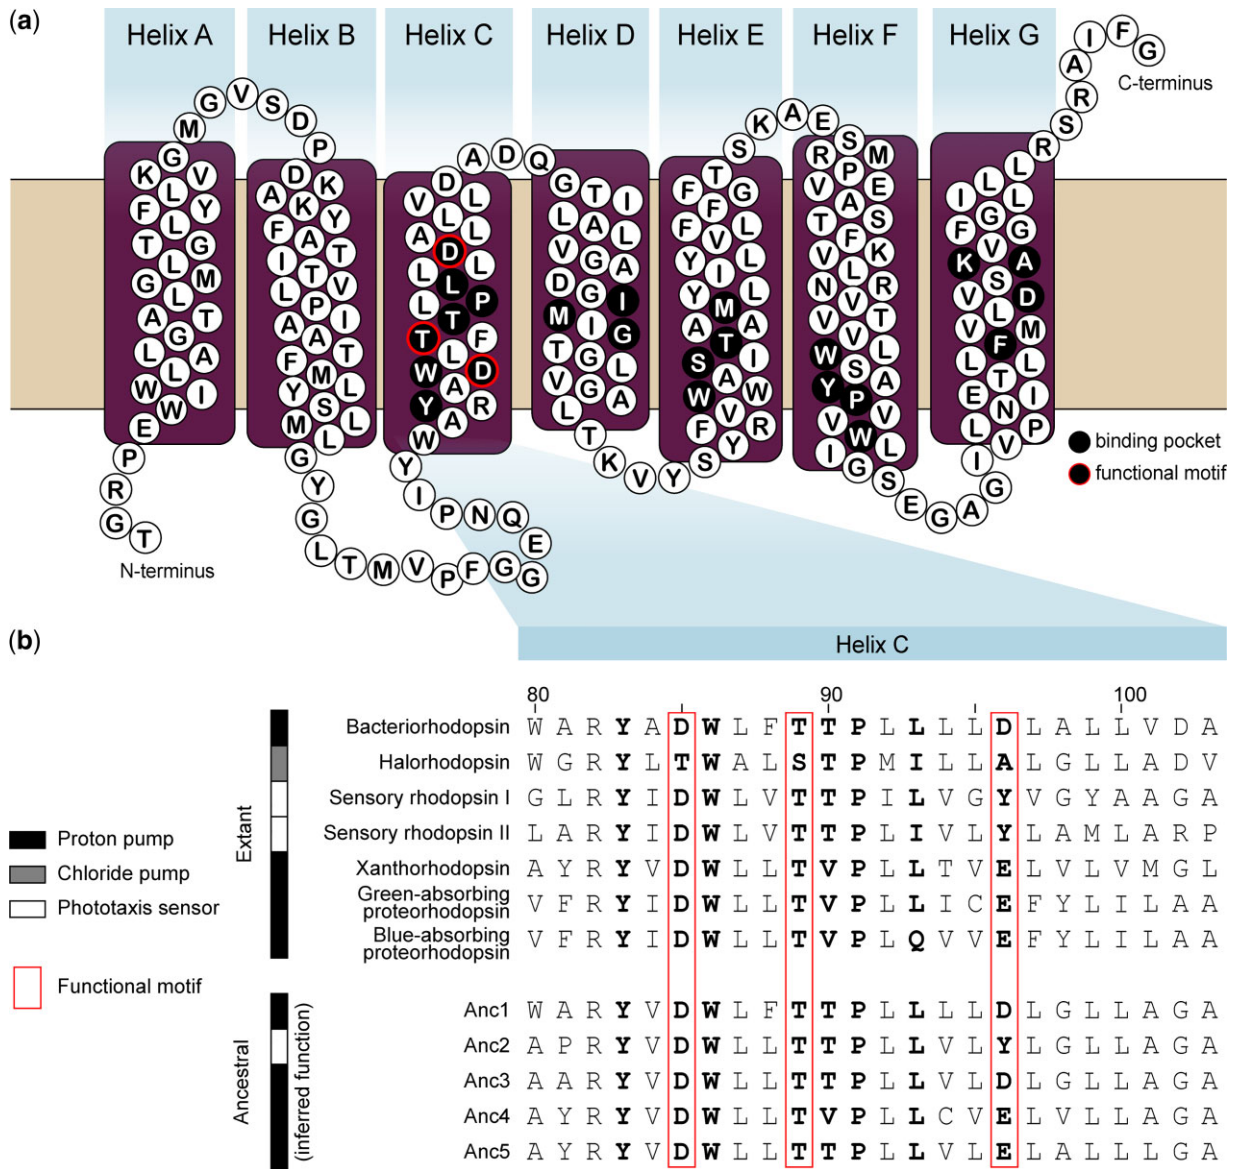 (a)
Helix A
Helix B
Helix C
Helix D
Helix E
Helix F
Helix G
T G R P E W I W L A L G T A L M G L G T L Y F L V K G M G V S D P
D A K K F Y A I T T L V P A I A F T M Y L S M L L G Y G L T M V P F G G E Q N P I Y
W A R Y A D W L F T T P L L L L D L A L L V D A D Q
G T I L A L V G A D G I M I G T G L V G A L T K V Y S
Y R F V W W A I S T A A M L Y I L Y V L F F G F T S K A E
S M R P E V A S T F K V L R N V T V V L W S A Y P V V W L I G S E G A G
I V P L N I E T L L F M V L D V S A K V G F G L I L L R S R A I F G
N-terminus
C-terminus
binding pocket
functional motif
(b)
Helix C
80 90 100
Bacteriorhodopsin W A R Y A D W L F T T P L L L L D L A L L V D A
Halorhodopsin W G R Y L T W A L S T P M I L L A L G L L A D V
Sensory rhodopsin I G L R Y I D W L V T T P I L V G Y V G Y A A G A
Sensory rhodopsin II L A R Y I D W L V T T P L I V L Y L A M L A R P
Xanthorhodopsin A Y R Y V D W L L T V P L L T V E L V L V M G L
Green-absorbing
proteorhodopsin V F R Y I D W L L T V P L L I C E F Y L I L A A
Blue-absorbing
proteorhodopsin V F R Y I D W L L T V P L Q V V E F Y L I L A A
Anc1 W A R Y V D W L F T T P L L L L D L G L L A G A
Anc2 A P R Y V D W L L T T P L L V L Y L G L L A G A
Anc3 A A R Y V D W L L T T P L L V L D L G L L A G A
Anc4 A Y R Y V D W L L T V P L L C V E L V L L A G A
Anc5 A Y R Y V D W L L T T P L L V L E L A L L L G A
Extant
Ancestral
(inferred function)
Proton pump
Chloride pump
Phototaxis sensor
Functional motif